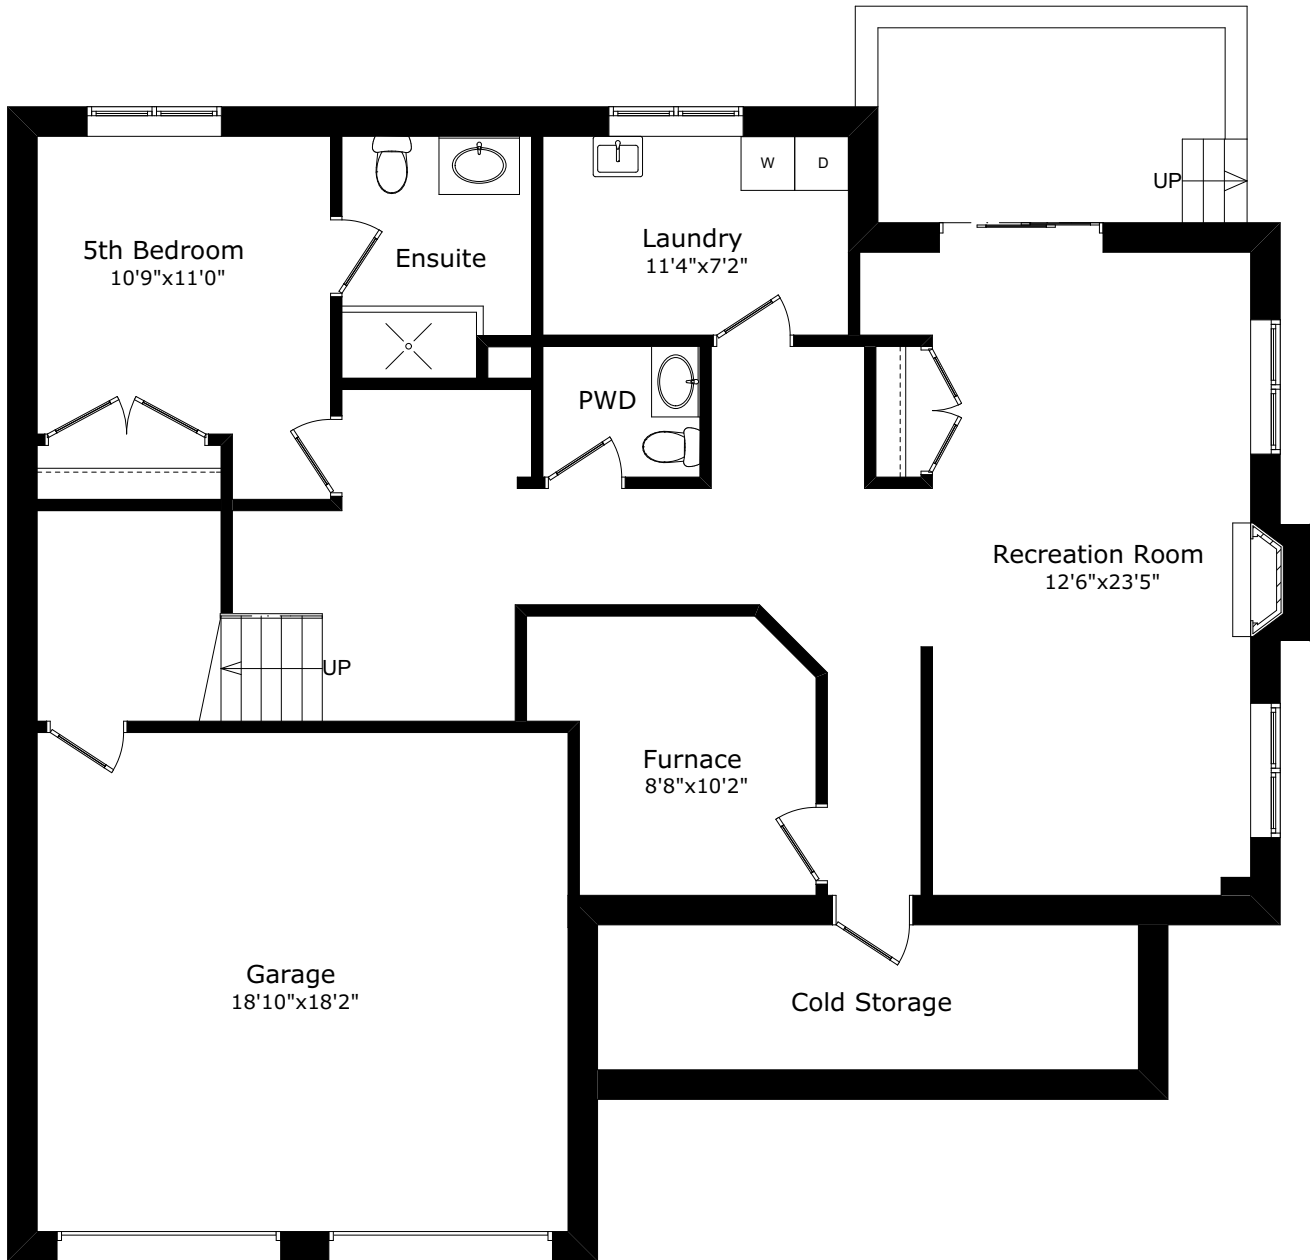 W
D
UP
5th Bedroom
10'9"x11'0"
Ensuite
Laundry
11'4"x7'2"
PWD
Recreation Room
12'6"x23'5"
UP
Furnace
8'8"x10'2"
Garage
18'10"x18'2"
Cold Storage